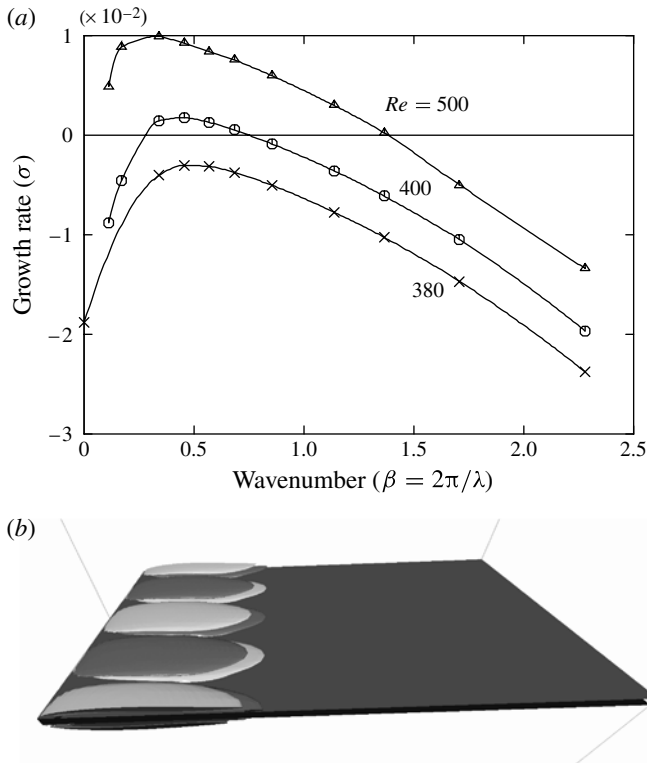 (a)
(× 10−2)
1
0
−1
−2
−3
Growth rate (σ)
Re = 500
400
380
0 0.5 1.0 1.5 2.0 2.5
Wavenumber (β = 2π/λ)
(b)